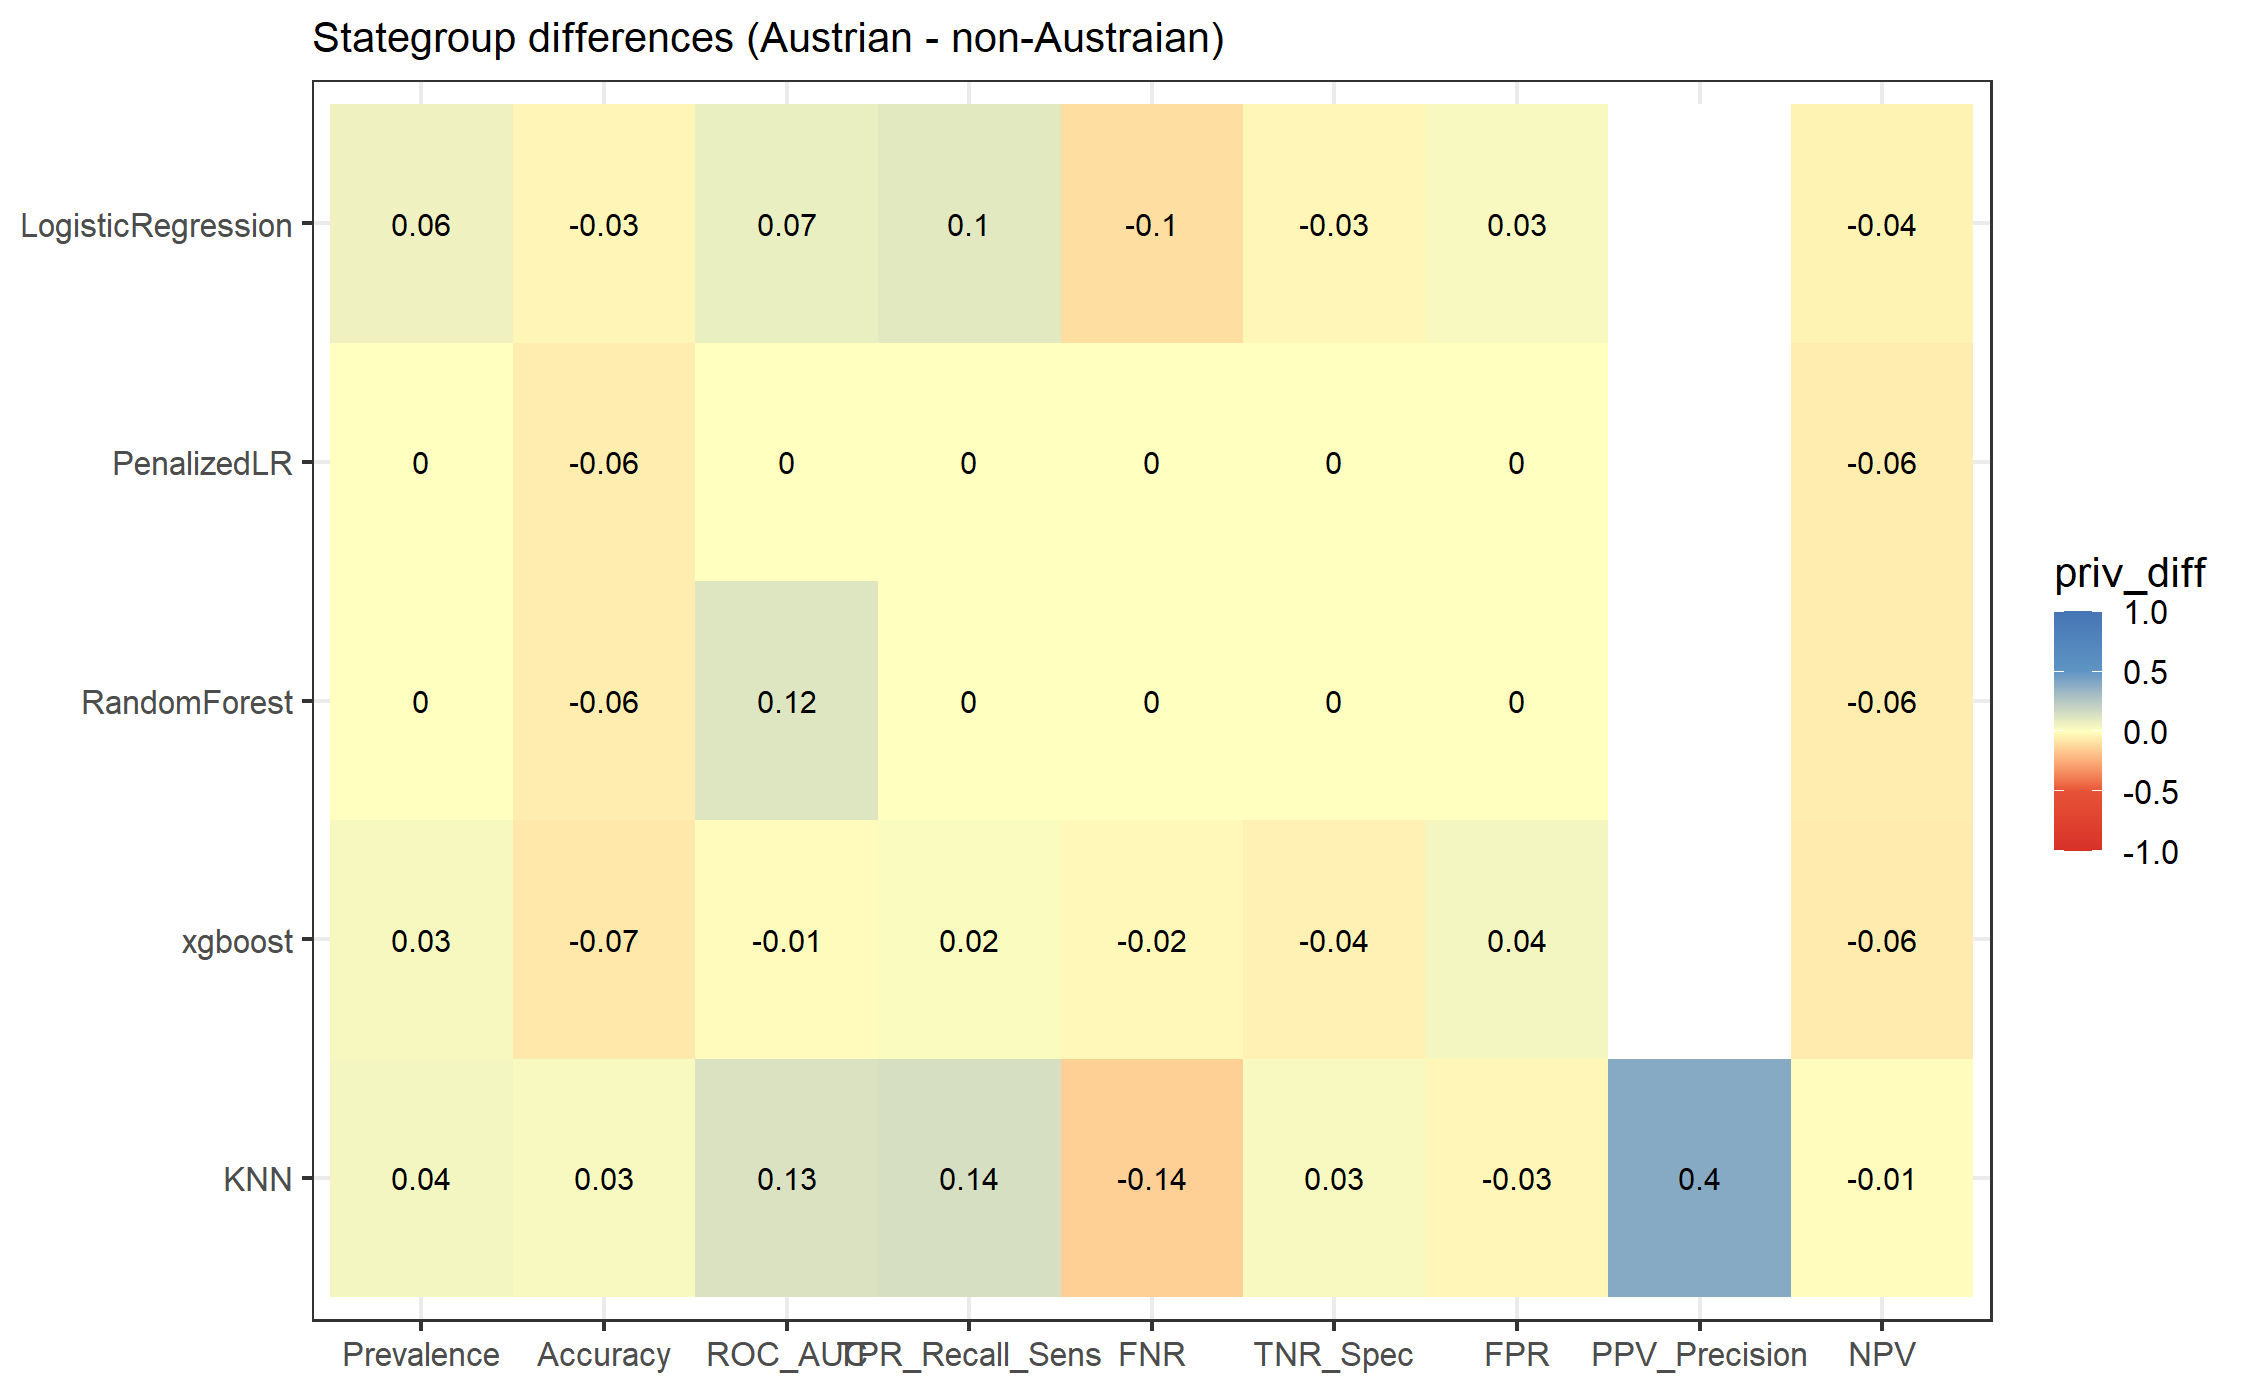 Stategroup differences (Austrian - non-Austraian)
LogisticRegression 0.06 -0.03 0.07 0.1 -0.1 -0.03 0.03 -0.04
PenalizedLR 0 -0.06 0 0 0 0 0 -0.06
RandomForest 0 -0.06 0.12 0 0 0 0 -0.06
xgboost 0.03 -0.07 -0.01 0.02 -0.02 -0.04 0.04 -0.06
KNN 0.04 0.03 0.13 0.14 -0.14 0.03 -0.03 0.4 -0.01
Prevalence Accuracy ROC_AUC TPR_Recall_Sens FNR TNR_Spec FPR PPV_Precision NPV
priv_diff
1.0
0.5
0.0
-0.5
-1.0